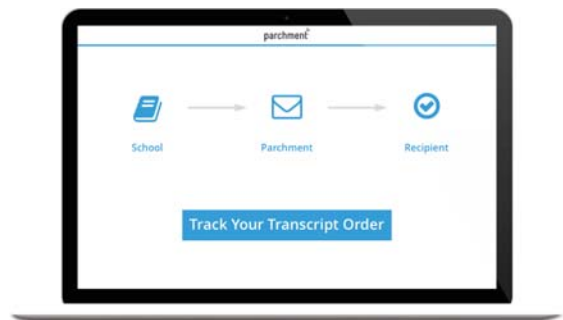 parchment
School
Parchment
Recipient
Track Your Transcript Order